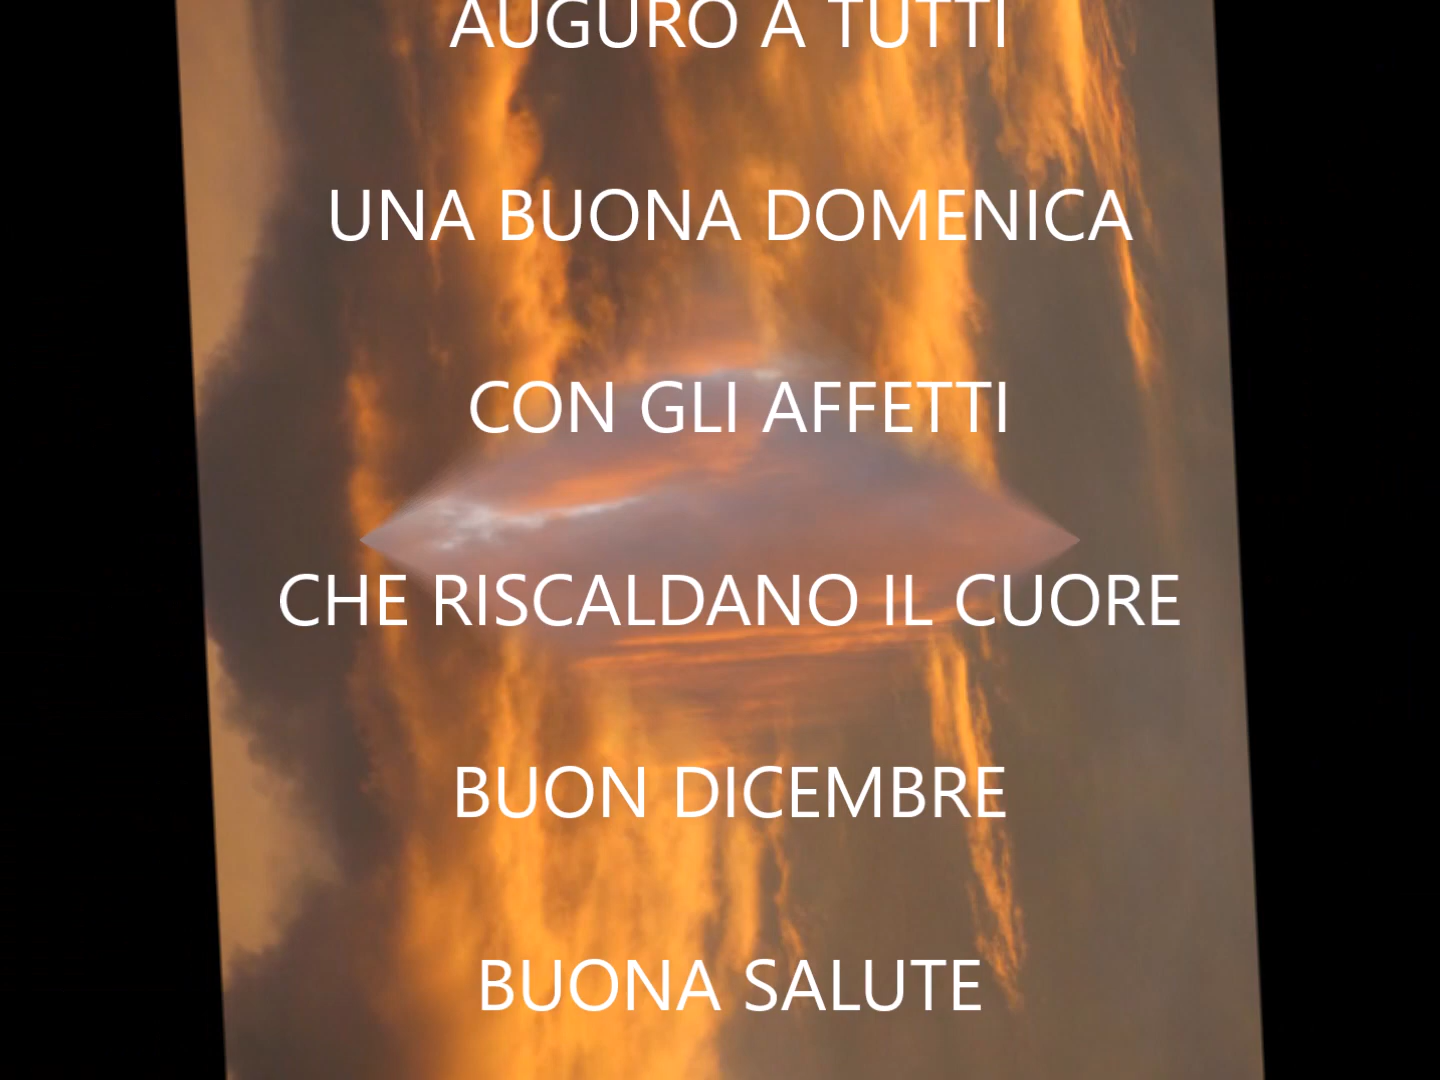 AUGURO A TUTTI
UNA BUONA DOMENICA
CON GLI AFFETTI
CHE RISCALDANO IL CUORE
BUON DICEMBRE
BUONA SALUTE